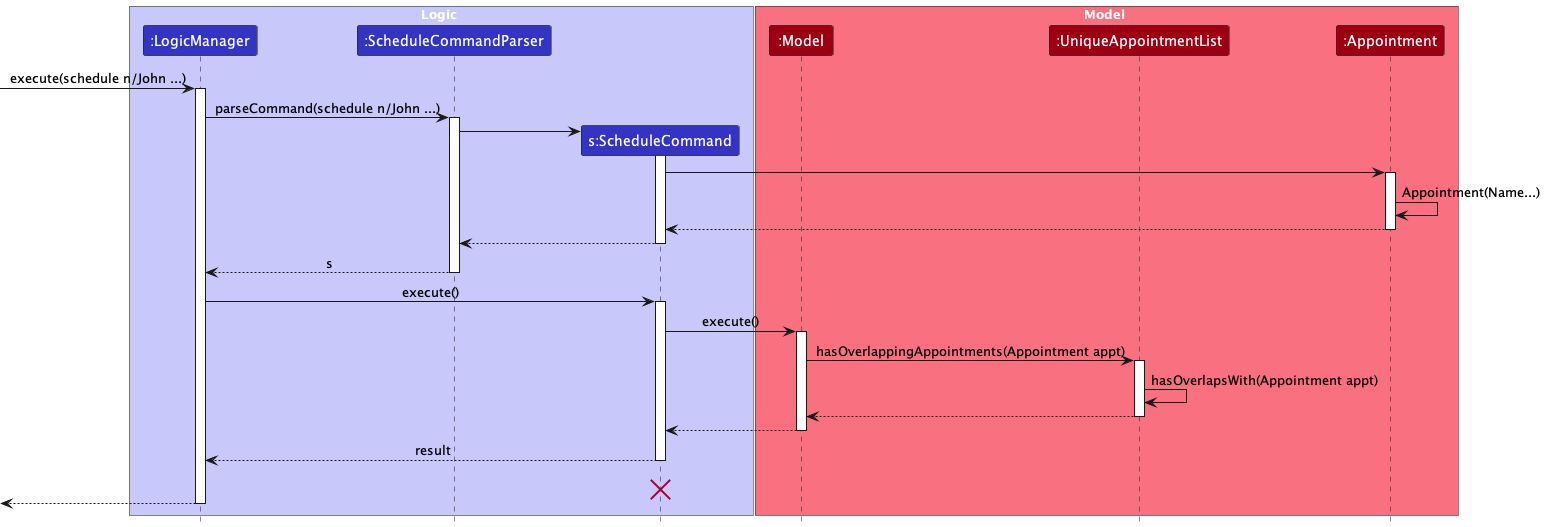 Logic
Model
:LogicManager
:ScheduleCommandParser
:Model
:UniqueAppointmentList
:Appointment
execute(schedule n/John ...)
parseCommand(schedule n/John ...)
s:ScheduleCommand
Appointment(Name...)
s
execute()
execute()
hasOverlappingAppointments(Appointment appt)
hasOverlapsWith(Appointment appt)
result